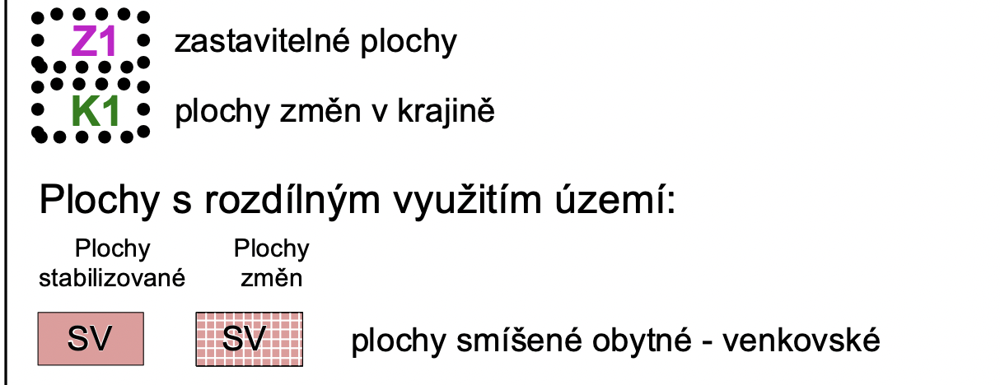 Z1 zastavitelné plochy
K1 plochy změn v krajině
Plochy s rozdílným využitím území:
Plochy stabilizované
Plochy změn
SV SV plochy smíšené obytné - venkovské